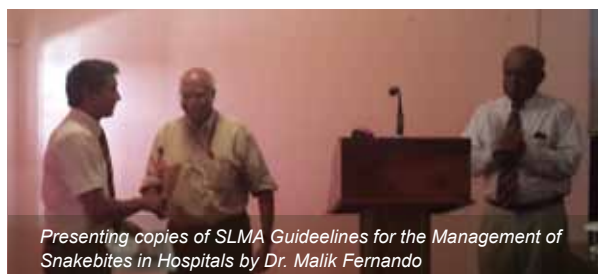 Presenting copies of SLMA Guideelines for the Management of
Snakebites in Hospitals by Dr. Malik Fernando